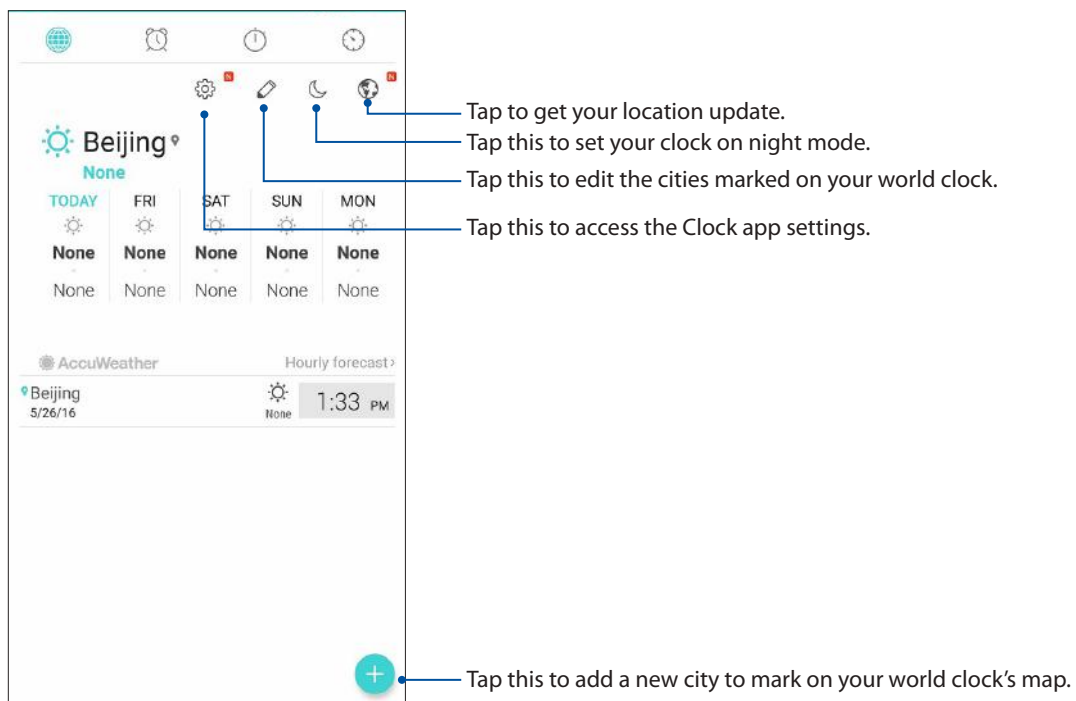 N
N
Tap to get your location update.
Tap this to set your clock on night mode.
Beijing
Tap this to edit the cities marked on your world clock.
None
TODAY FRI SAT SUN MON
Tap this to access the Clock app settings.
None None None None None
None None None None None
AccuWeather Hourly forecast>
Beijing
5/26/16
None
1:33 PM
Tap this to add a new city to mark on your world clock’s map.